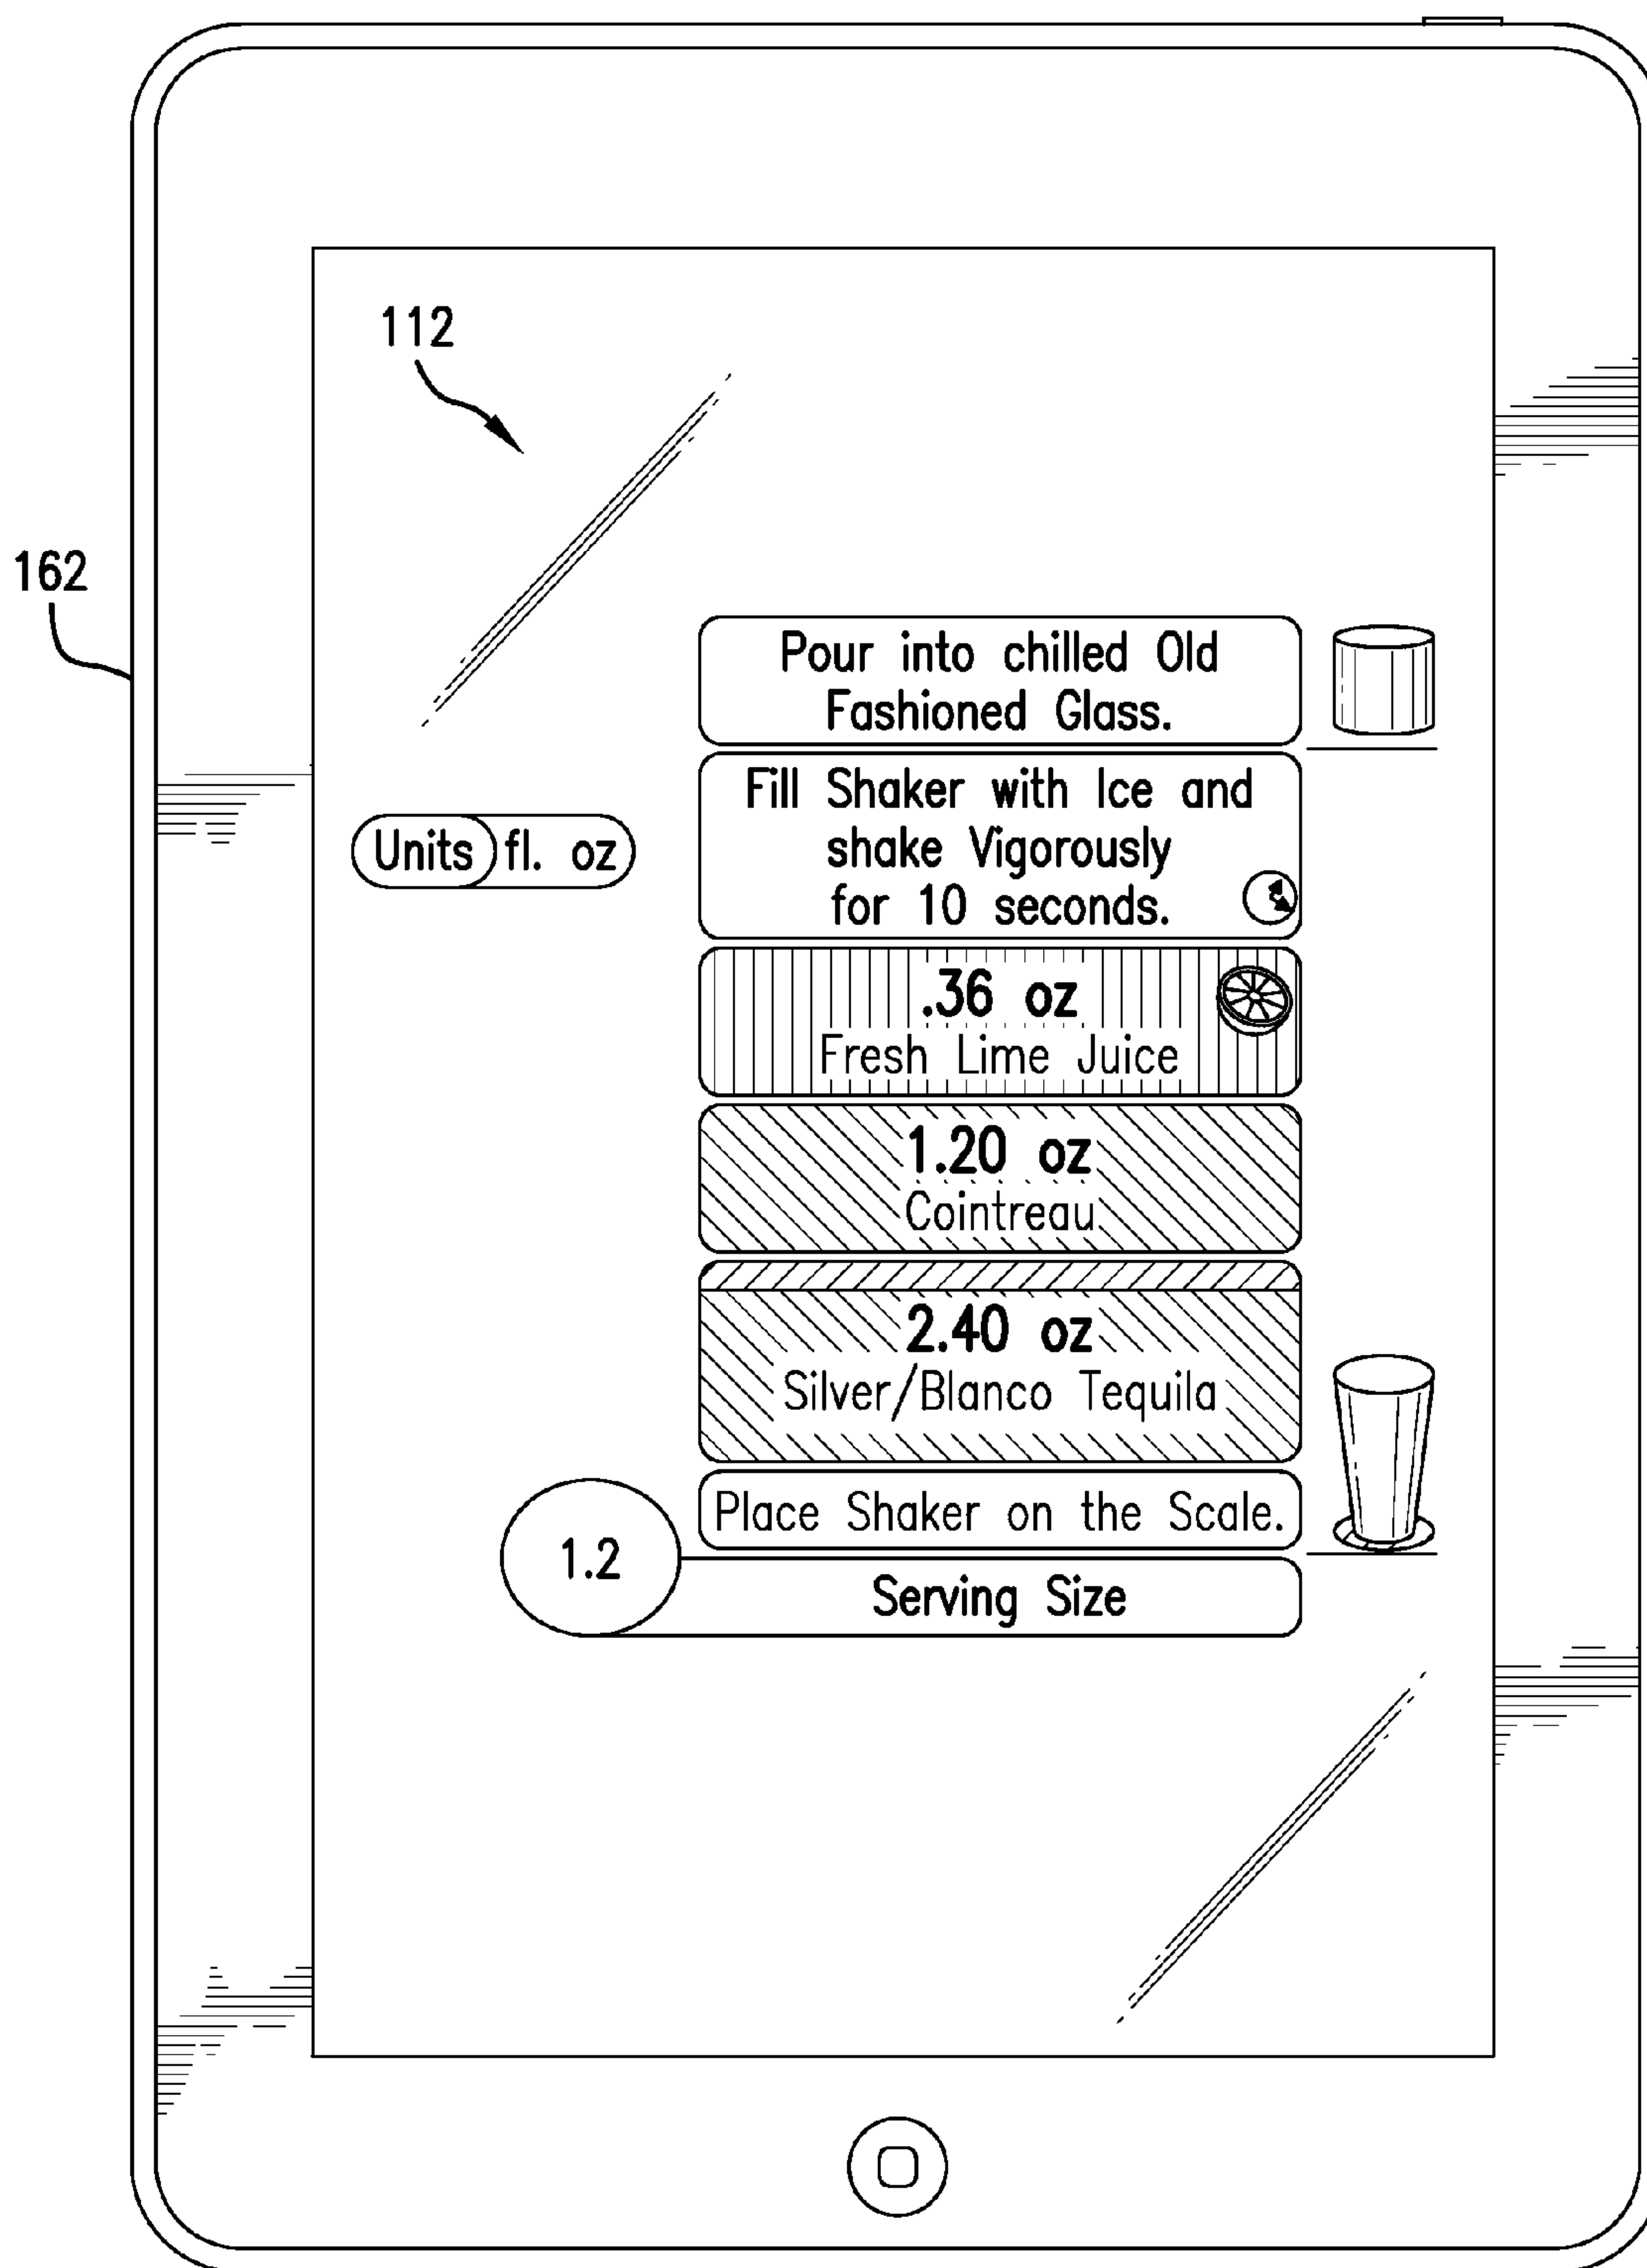 112
162
Pour into chilled Old
Fashioned Glass.
Fill Shaker with Ice and
shake Vigorously
for 10 seconds.
Units fl. oz
.36 oz
Fresh Lime Juice
1.20 oz
Cointreau
2.40 oz
Silver/Blanco Tequila
Place Shaker on the Scale.
1.2
Serving Size